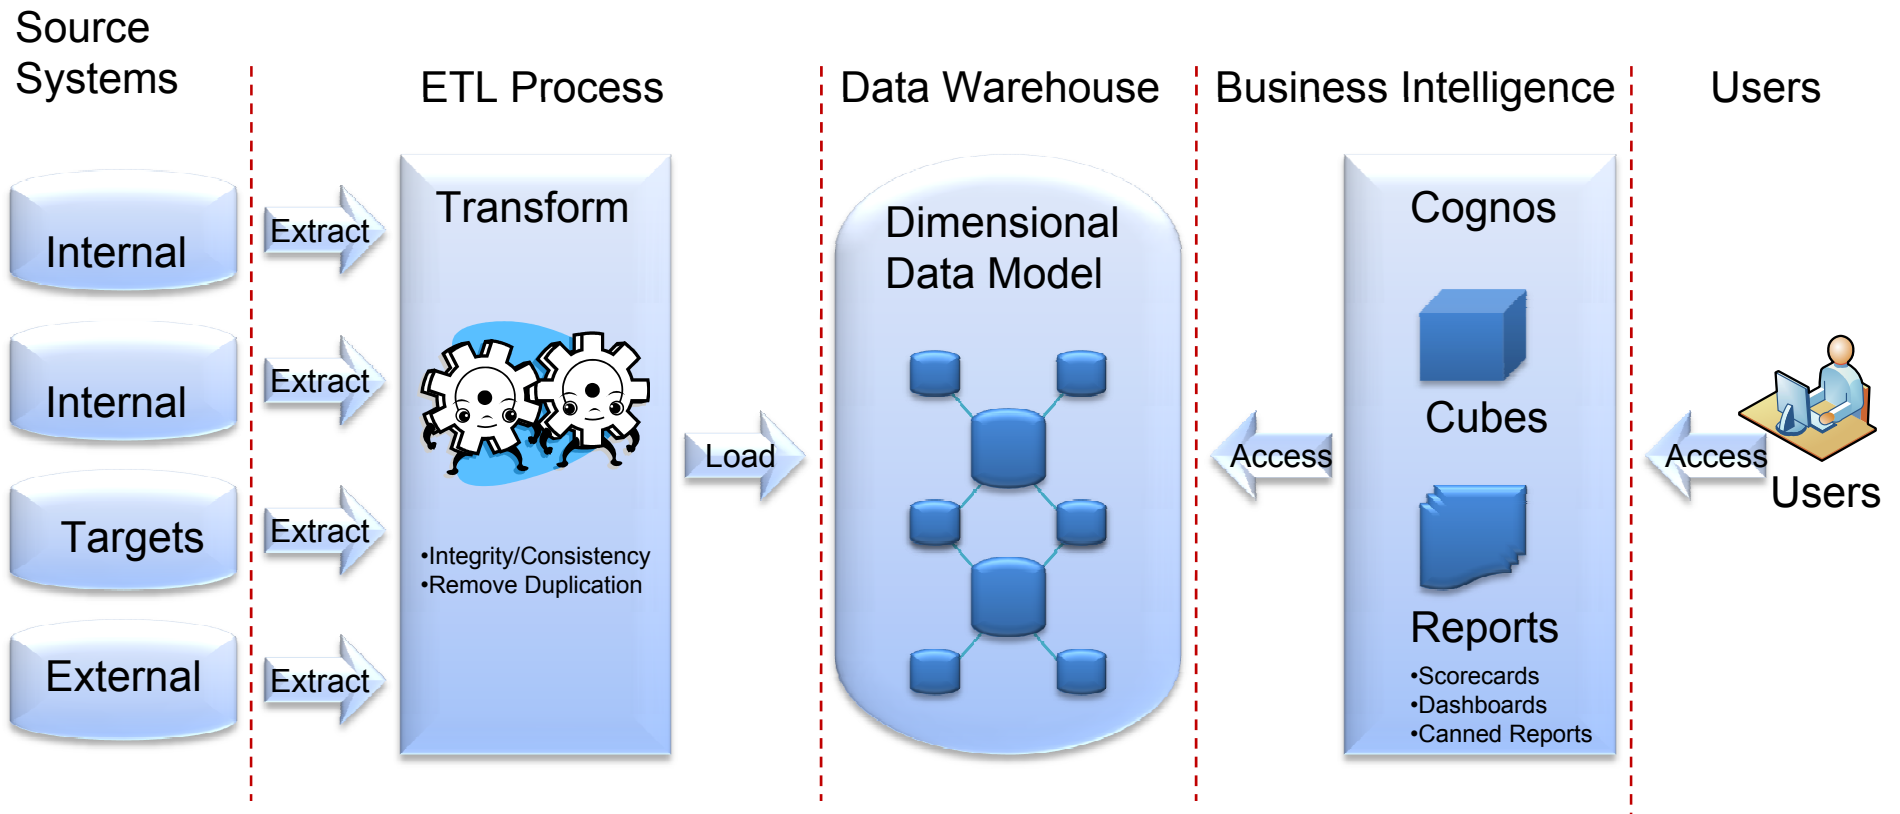 Source
Systems
ETL Process
Data Warehouse
Business Intelligence
Users
Internal
Internal
Targets
External
Extract
Extract
Extract
Extract
Transform
•Integrity/Consistency
•Remove Duplication
Load
Dimensional
Data Model
Access
Cognos
Cubes
Reports
•Scorecards
•Dashboards
•Canned Reports
Access
Users